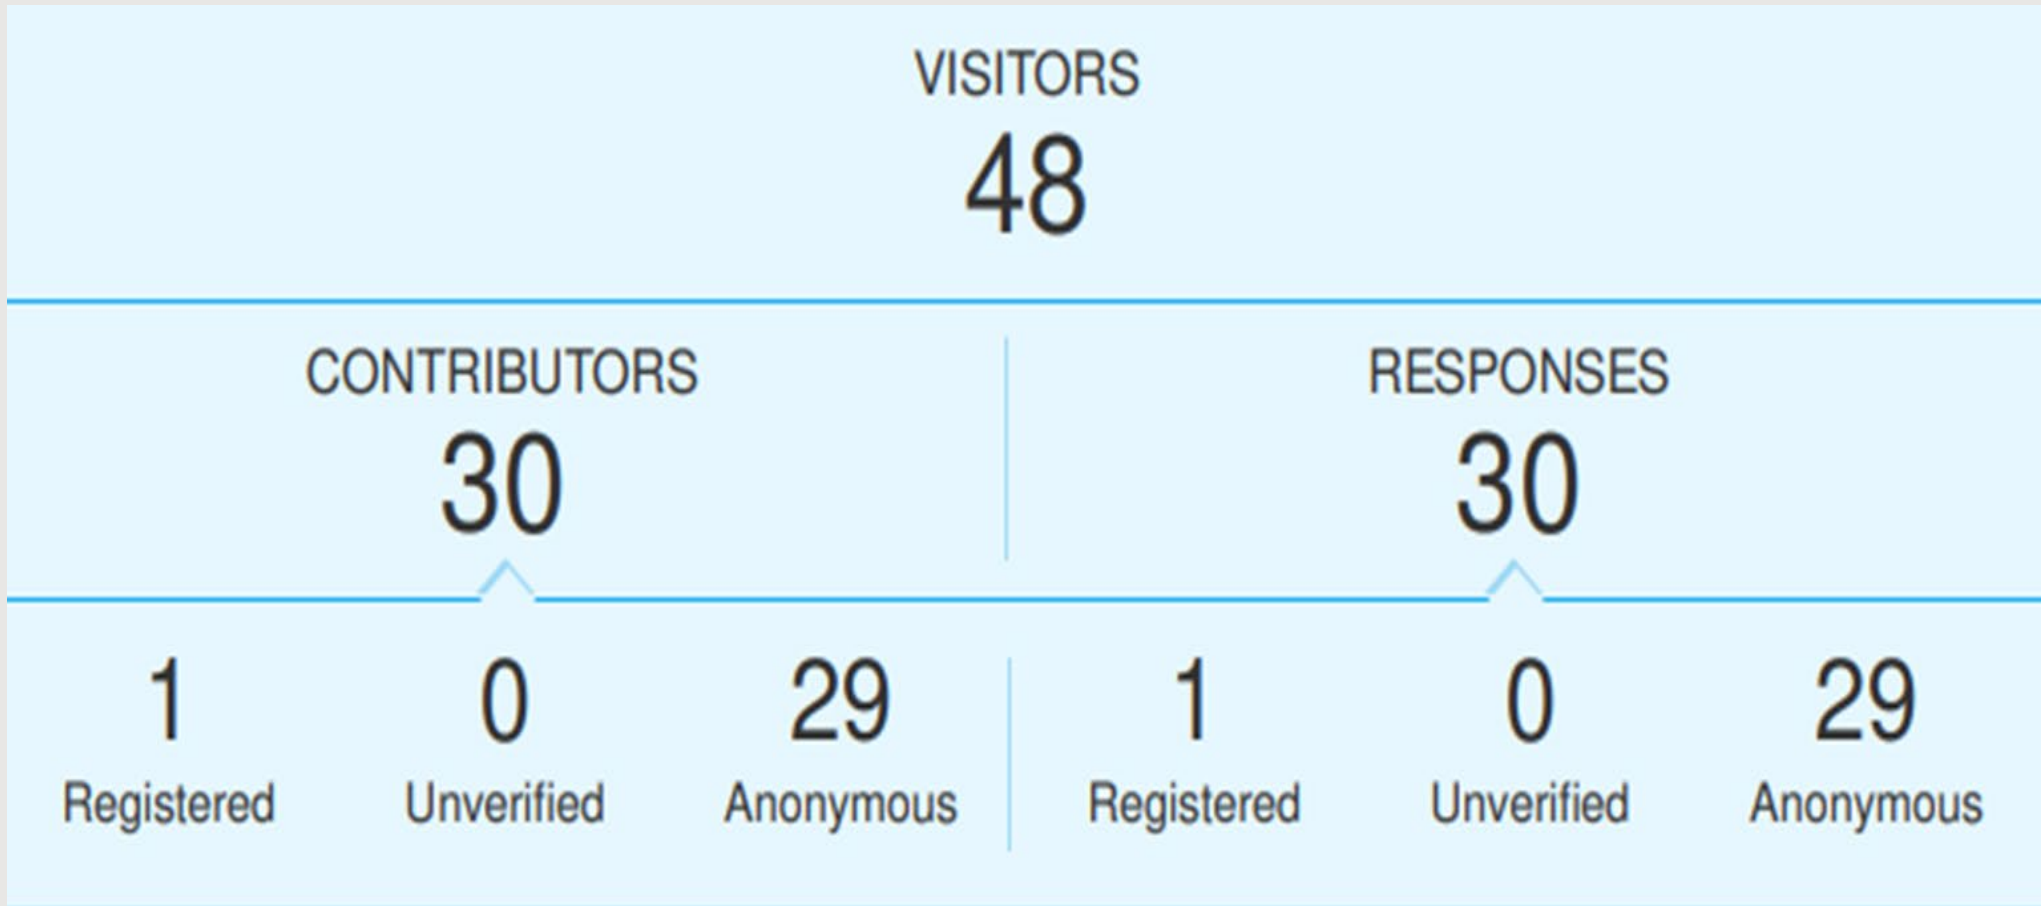 VISITORS
48
CONTRIBUTORS
30
RESPONSES
30
1 0 29
Registered Unverified Anonymous
1 0 29
Registered Unverified Anonymous